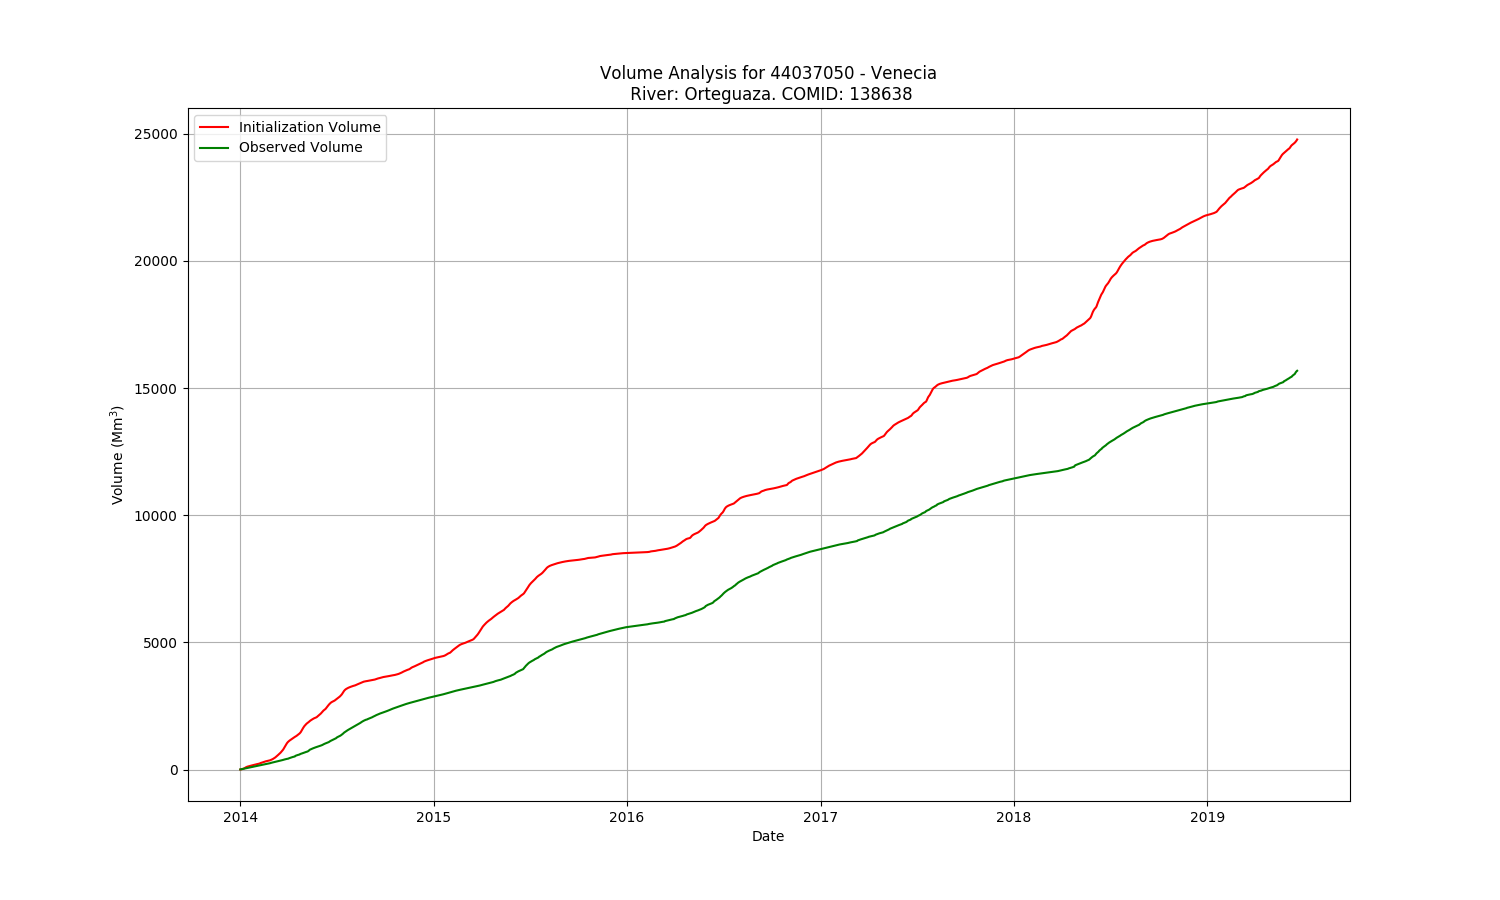 Volume Analysis for 44037050 - Venecia
River: Orteguaza. COMID: 138638
Initialization Volume
Observed Volume
25000
20000
15000
10000
5000
0
Volume (Mm³)
2014 2015 2016 2017 2018 2019
Date